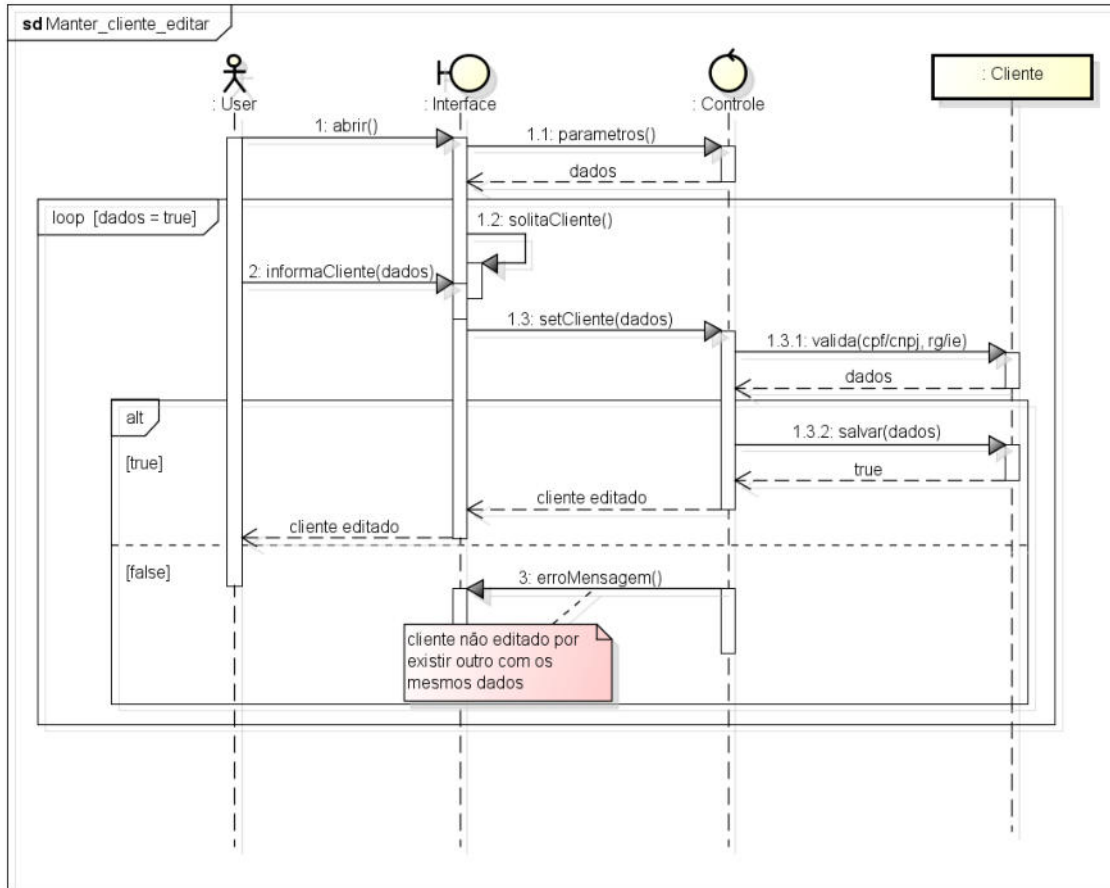 sd Manter_cliente_editar
: User
: Interface
: Controle
: Cliente
1: abrir()
1.1: parametros()
dados
loop [dados = true]
1.2: solitaCliente()
2: informaCliente(dados)
1.3: setCliente(dados)
1.3.1: valida(cpf/cnpj, rg/ie)
dados
alt
1.3.2: salvar(dados)
[true]
true
cliente editado
cliente editado
[false]
3: erroMensagem()
cliente não editado por
existir outro com os
mesmos dados